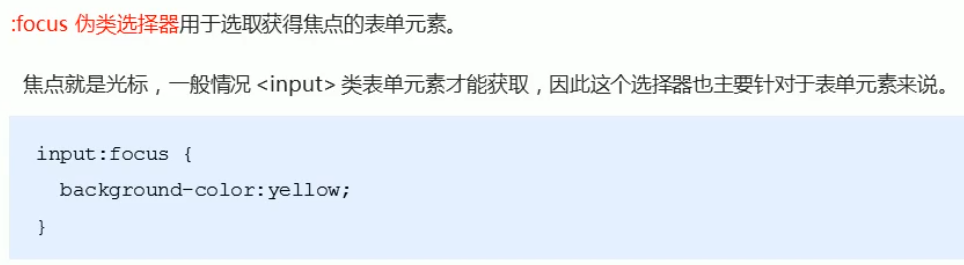 :focus 伪类选择器用于选取获得焦点的表单元素。
焦点就是光标，一般情况 <input> 类表单元素才能获取，因此这个选择器也主要针对于表单元素来说。
input:focus {
  background-color:yellow;
}